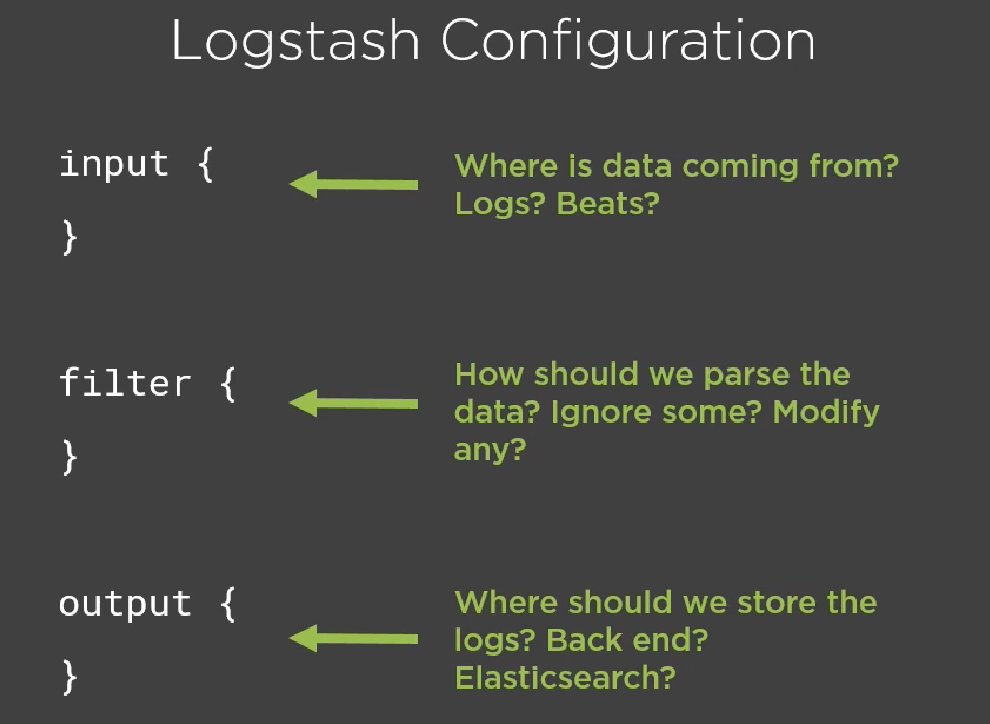 Logstash Configuration
input {
Where is data coming from?
Logs? Beats?
}
filter {
How should we parse the
data? Ignore some? Modify
any?
}
output {
Where should we store the
logs? Back end?
Elasticsearch?
}